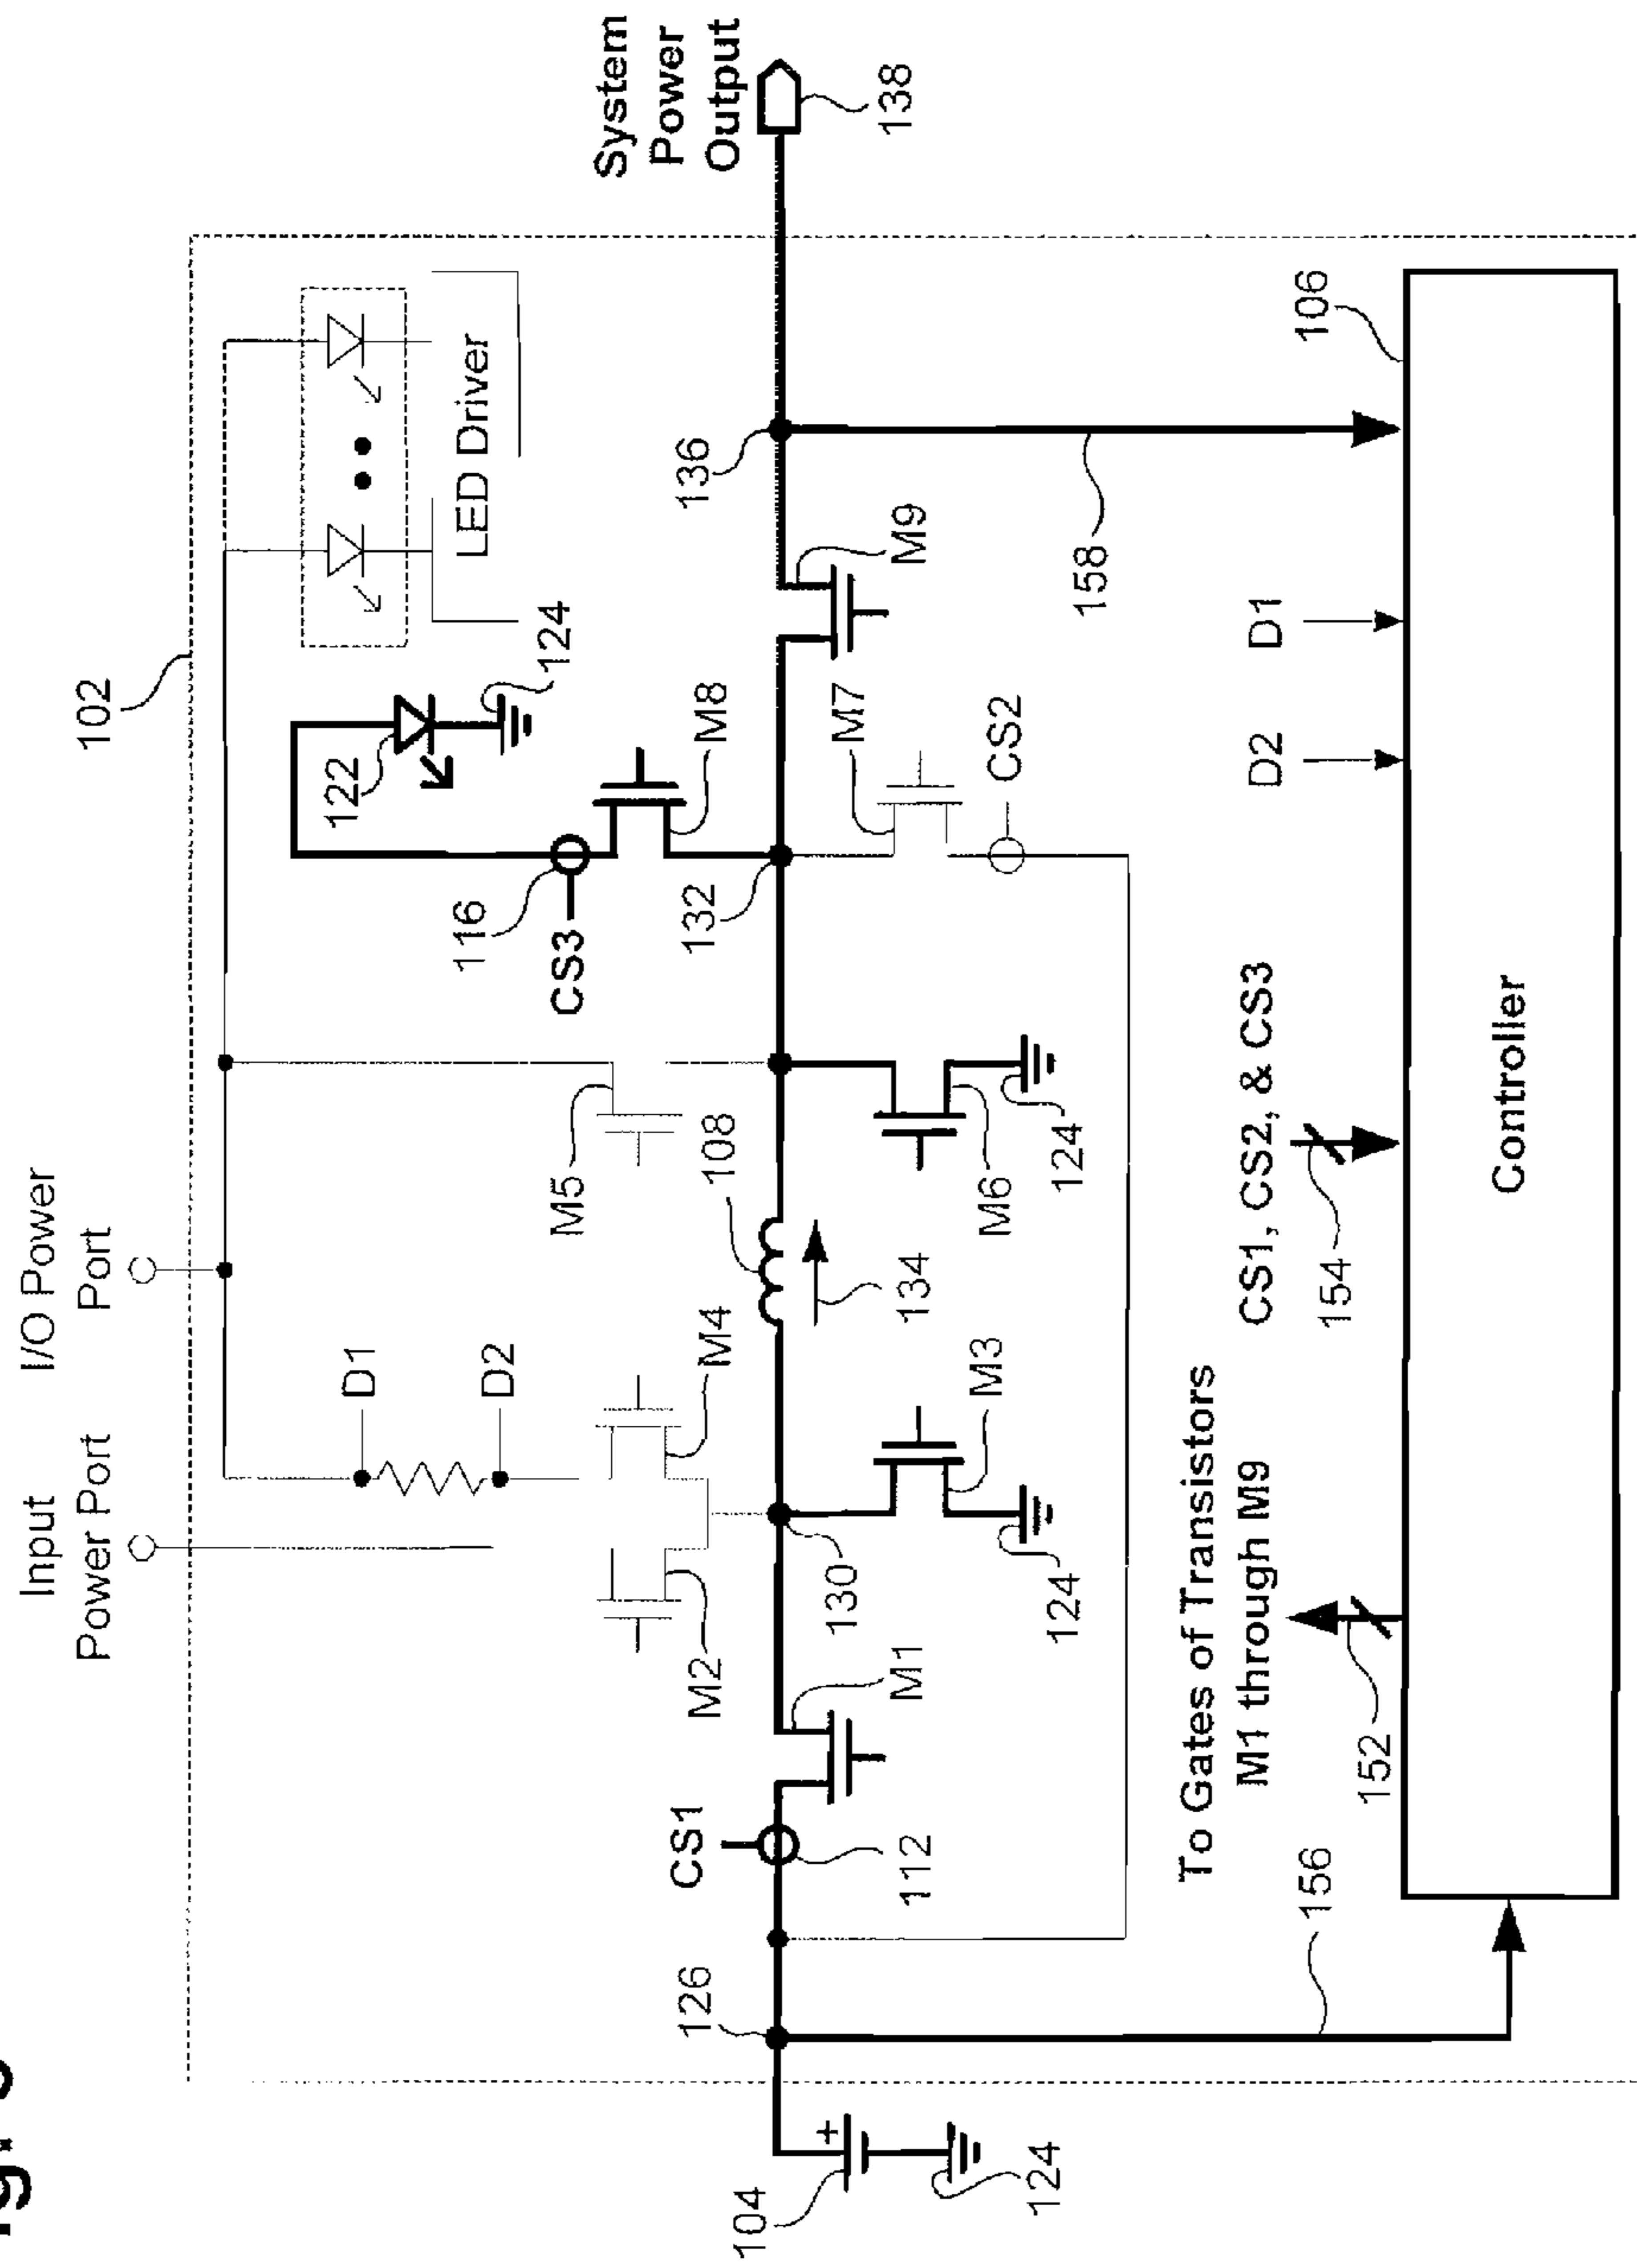 102
Input
Power Port
I/O Power
Port
D1
D2
M2
M4
M5
122
124
LED Driver
116
CS3
M8
CS1
112
M1
126
130
108
134
132
136
M9
System
Power
Output
138
104
124
M3
124
M6
124
M7
CS2
156
To Gates of Transistors
M1 through M9
152
CS1, CS2, & CS3
154
D2
D1
158
106
Controller